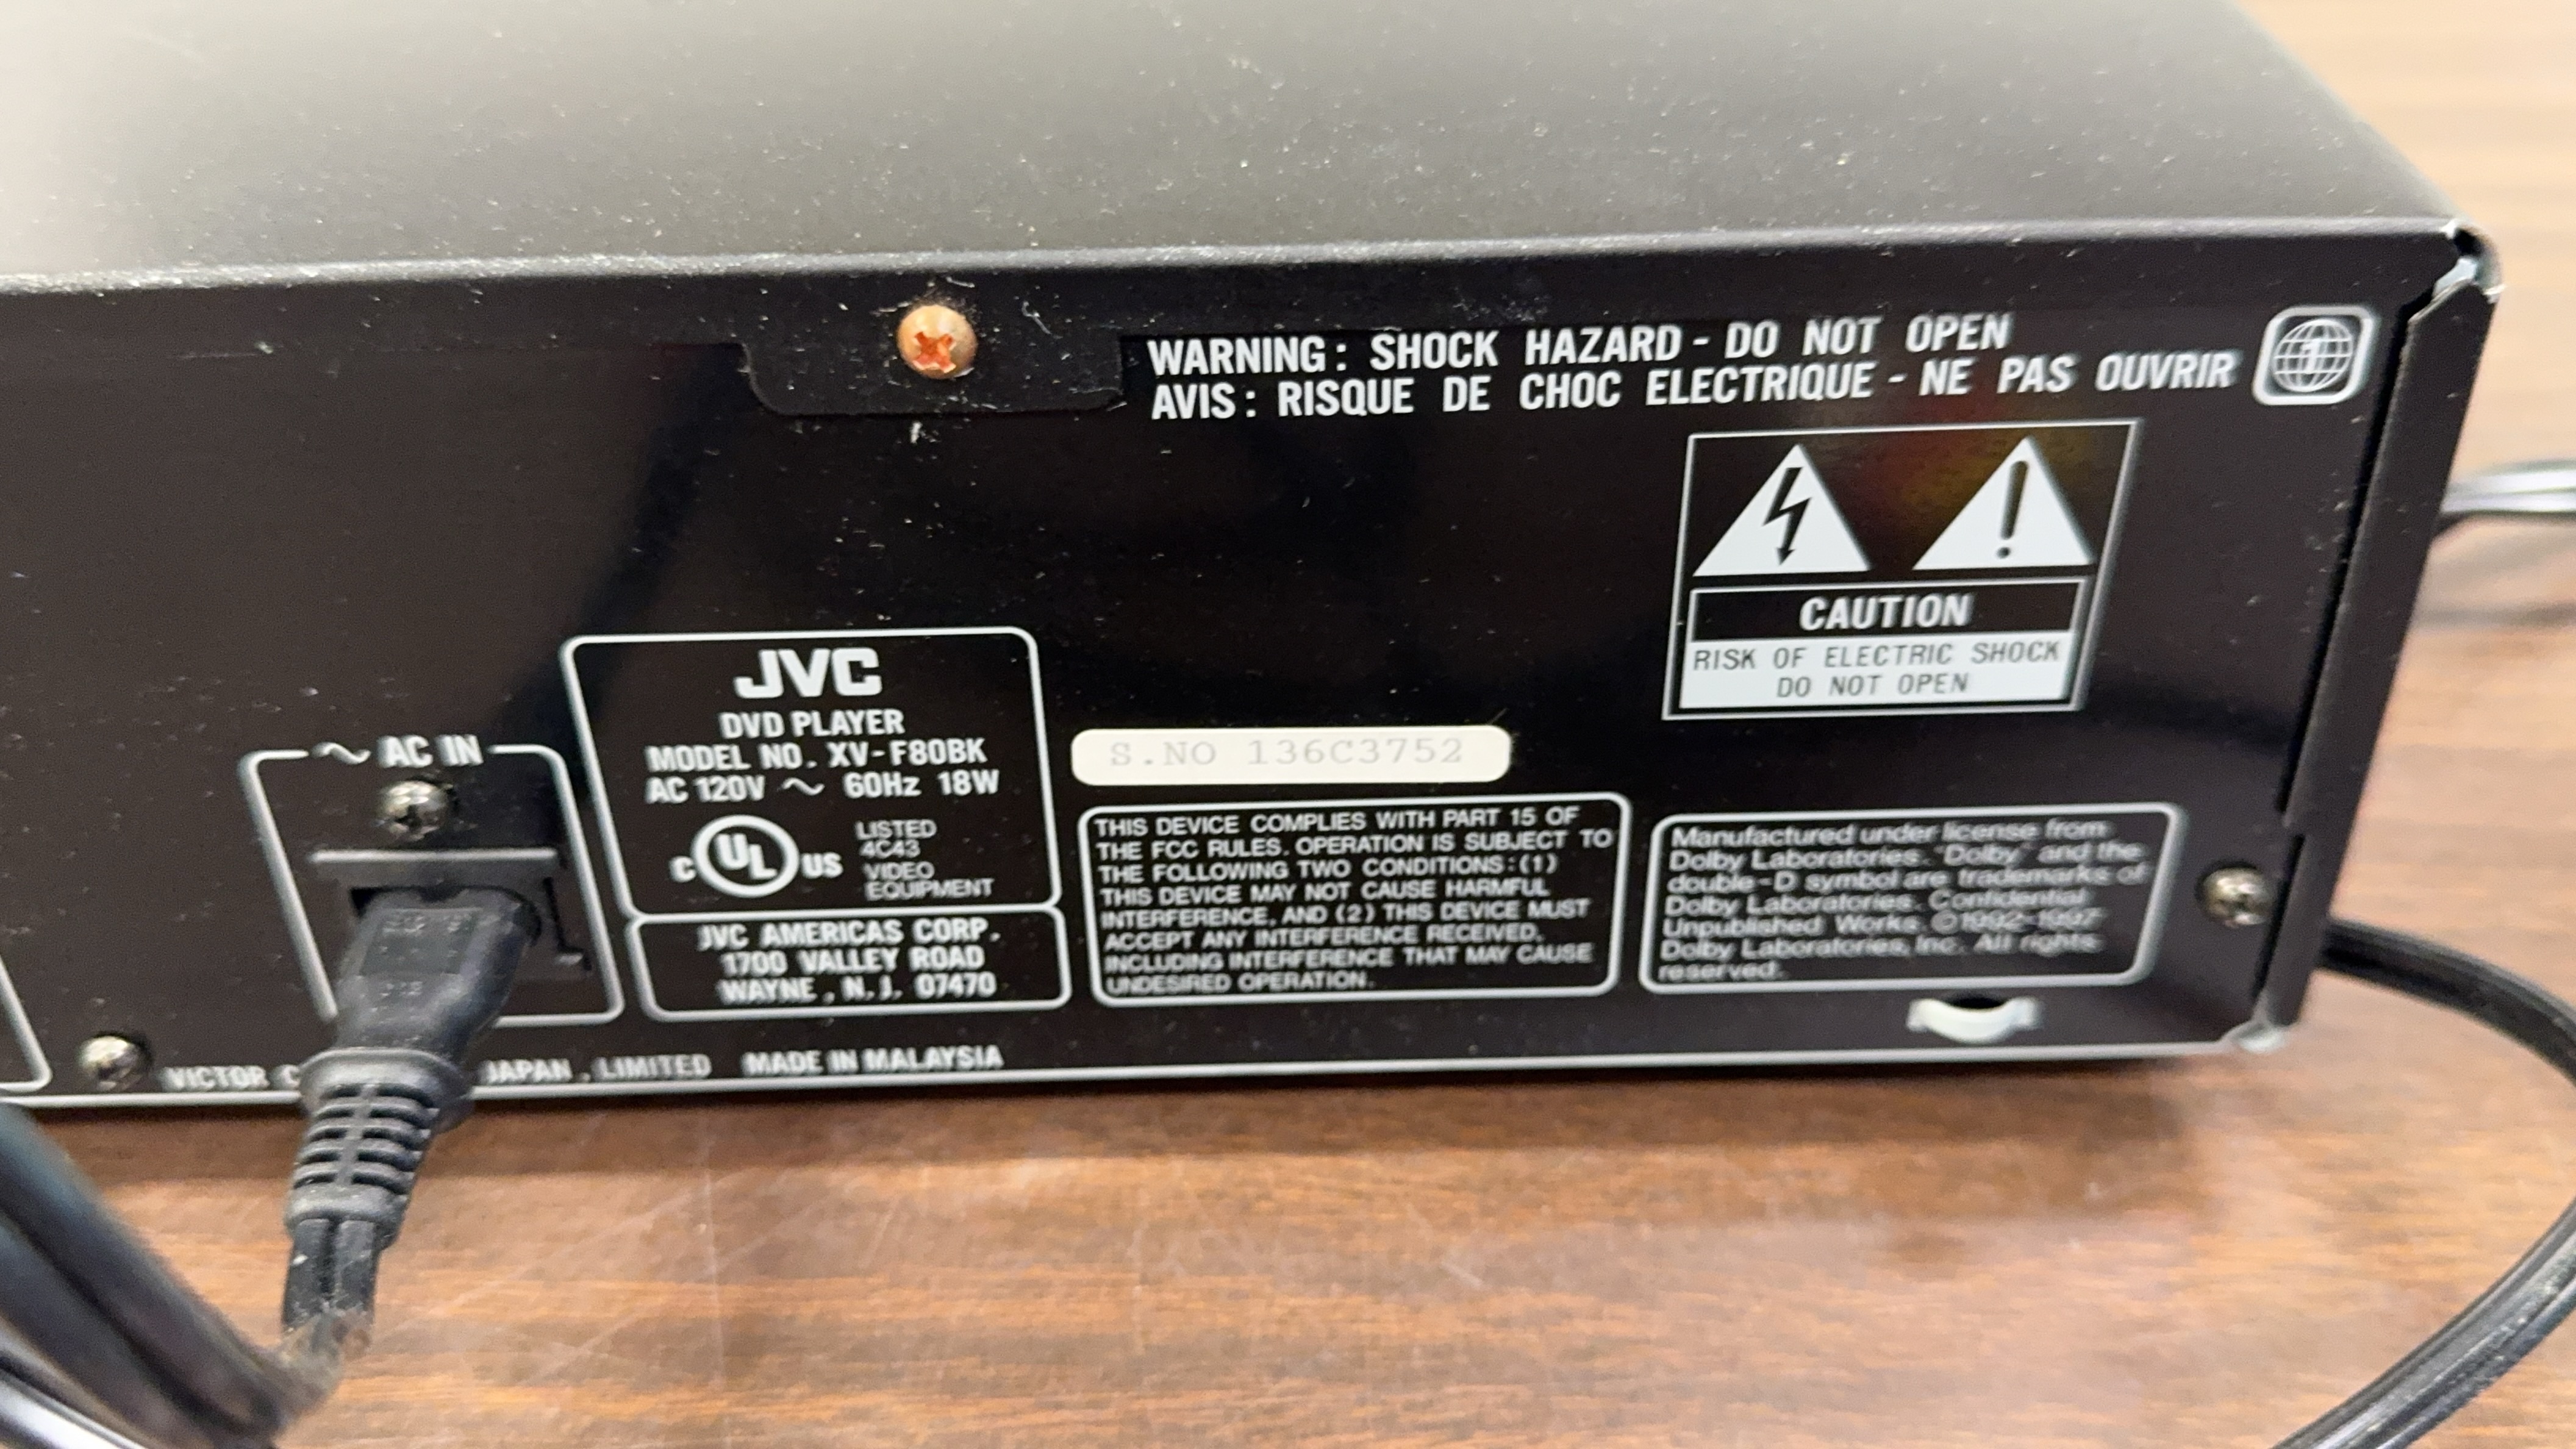 WARNING: SHOCK HAZARD - DO NOT OPEN
AVIS: RISQUE DE CHOC ELECTRIQUE - NE PAS OUVRIR
1
CAUTION
RISK OF ELECTRIC SHOCK
DO NOT OPEN
~ AC IN
JVC
DVD PLAYER
MODEL NO. XV-F80BK
AC 120V ~ 60Hz 18W
C UL US
LISTED
4C43
VIDEO
EQUIPMENT
JVC AMERICAS CORP.
1700 VALLEY ROAD
WAYNE, N.J. 07470
S.NO 136C3752
THIS DEVICE COMPLIES WITH PART 15 OF
THE FCC RULES. OPERATION IS SUBJECT TO
THE FOLLOWING TWO CONDITIONS:(1)
THIS DEVICE MAY NOT CAUSE HARMFUL
INTERFERENCE, AND (2) THIS DEVICE MUST
ACCEPT ANY INTERFERENCE RECEIVED,
INCLUDING INTERFERENCE THAT MAY CAUSE
UNDESIRED OPERATION.
Manufactured under license from
Dolby Laboratories. "Dolby" and the
double-D symbol are trademarks of
Dolby Laboratories. Confidential
Unpublished Works. ©1992-1997
Dolby Laboratories, Inc. All rights
reserved.
VICTOR C JAPAN, LIMITED MADE IN MALAYSIA